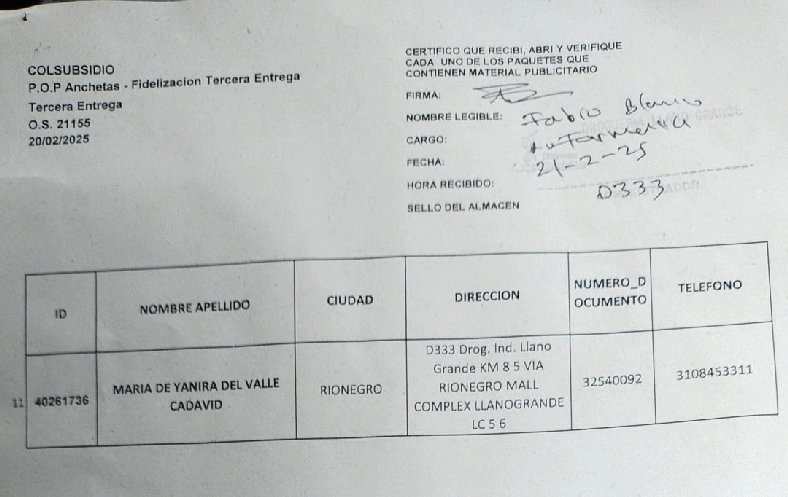 COLSUBSIDIO
P.O.P Anchetas - Fidelizacion Tercera Entrega
Tercera Entrega
O.S. 21155
20/02/2025
CERTIFICO QUE RECIBI, ABRI Y VERIFIQUE
CADA UNO DE LOS PAQUETES QUE
CONTIENEN MATERIAL PUBLICITARIO
FIRMA:
NOMBRE LEGIBLE: Fabio Blanco
CARGO:
FECHA: 21-2-25
HORA RECIBIDO:
SELLO DEL ALMACEN D333
ID NOMBRE APELLIDO CIUDAD DIRECCION NUMERO_D
OCUMENTO TELEFONO
11 40261736 MARIA DE YANIRA DEL VALLE
CADAVID RIONEGRO D333 Drog. Ind. Llano
Grande KM 8 5 VIA
RIONEGRO MALL
COMPLEX LLANOGRANDE
LC 5 6 32540092 3108453311